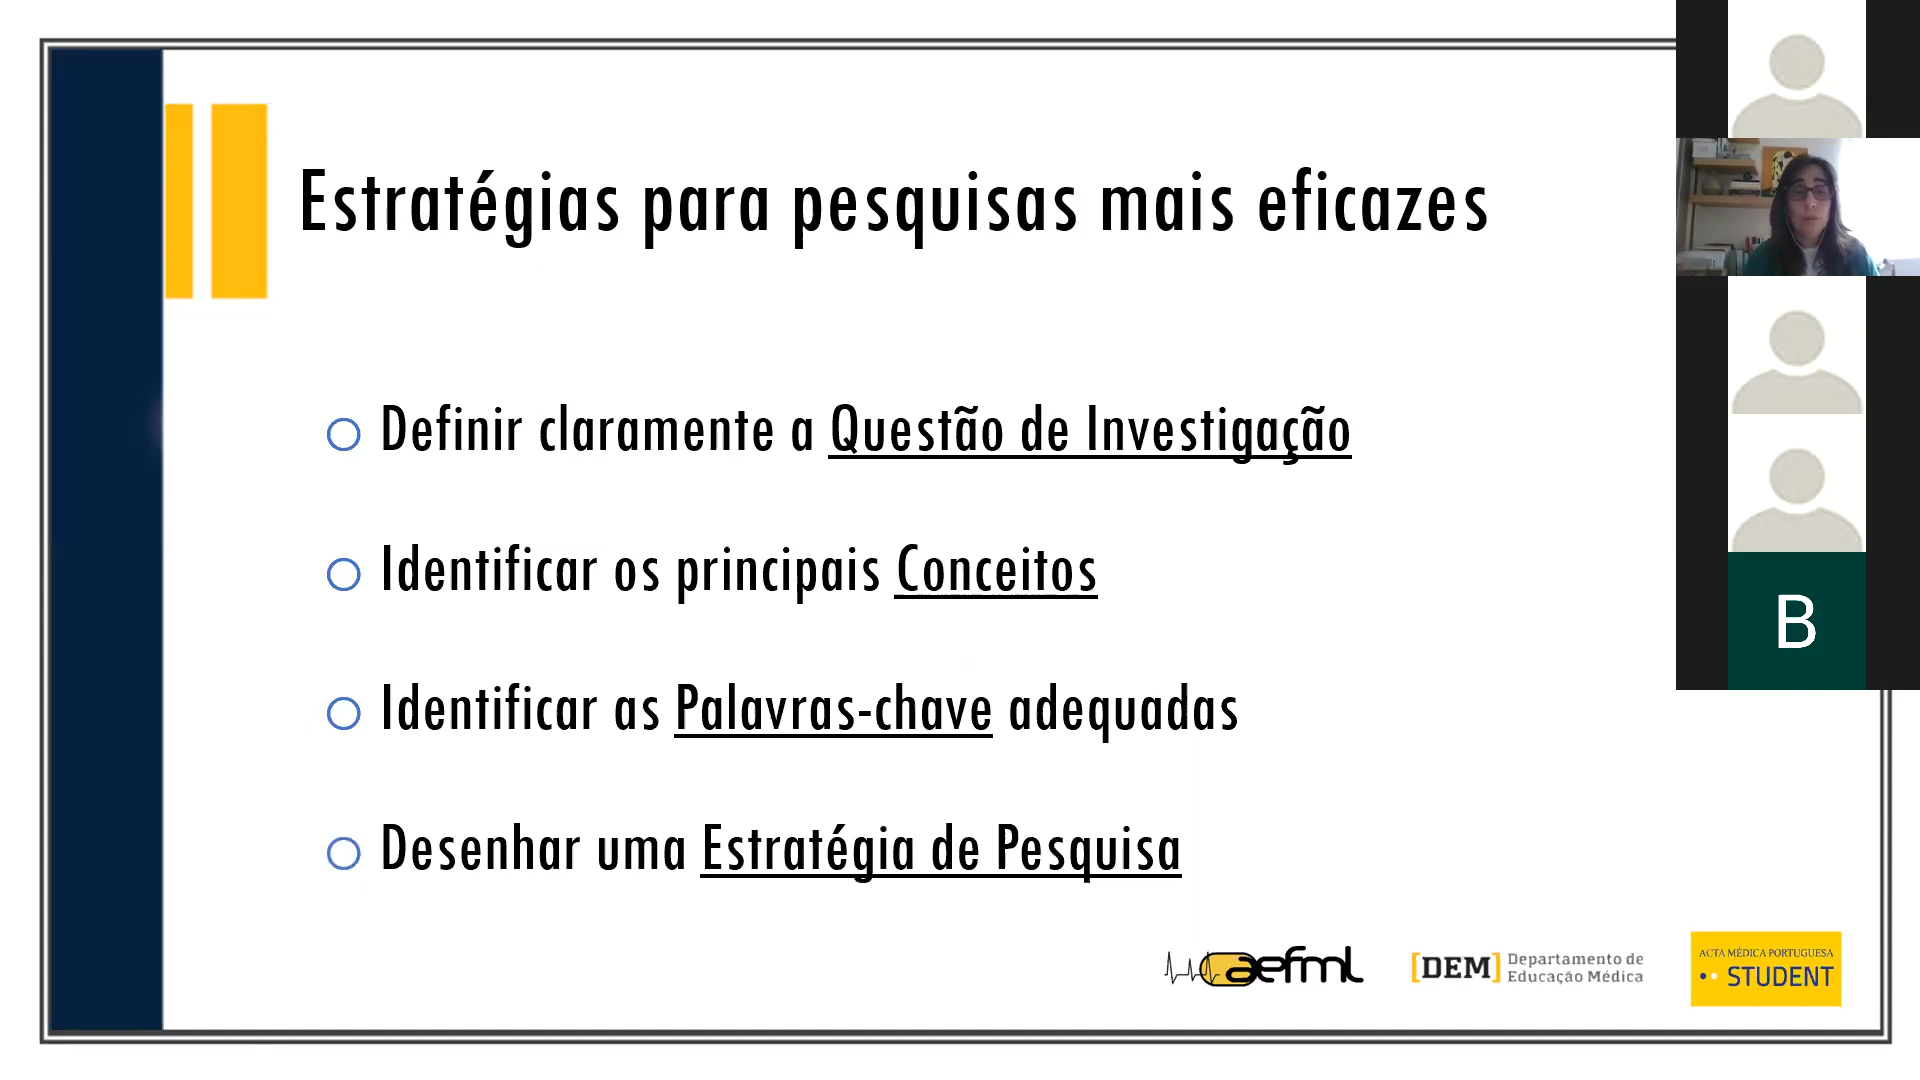 Estratégias para pesquisas mais eficazes
Definir claramente a Questão de Investigação
Identificar os principais Conceitos
Identificar as Palavras-chave adequadas
Desenhar uma Estratégia de Pesquisa
B
aefml
[DEM] Departamento de
Educação Médica
ACTA MÉDICA PORTUGUESA
STUDENT